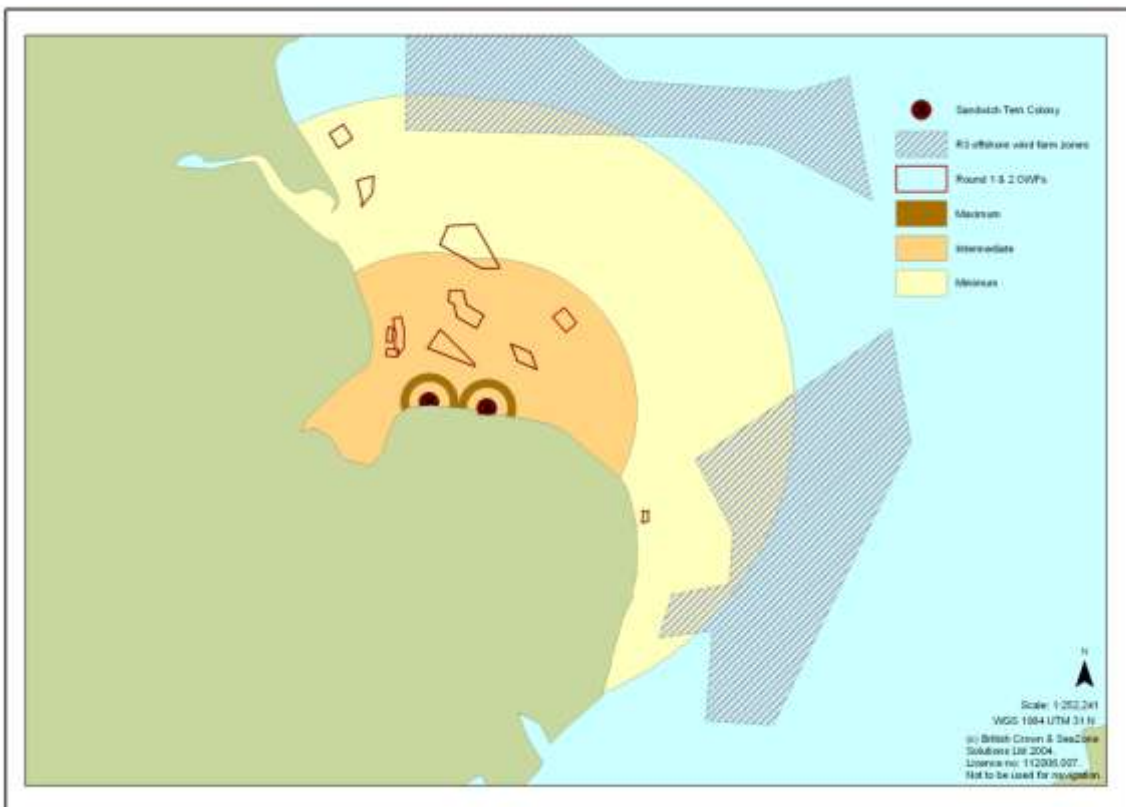 Sandwich Tern Colony
R3 offshore wind farm zones
Round 1 & 2 OWFs
Maximum
Intermediate
Minimum
N
Scale: 1:252,241
WGS 1984 UTM 31 N
(c) British Crown & SeaZone
Solutions Ltd 2004.
Licence no: 112006.007.
Not to be used for navigation.